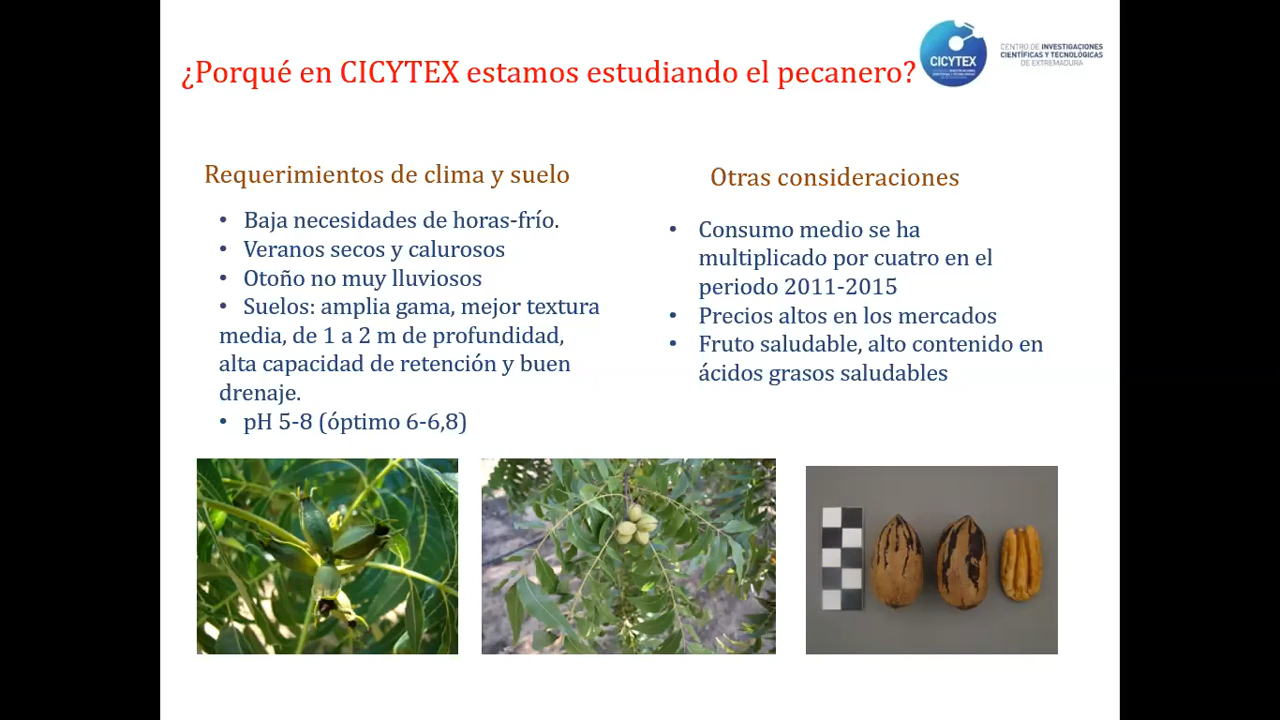 ¿Porqué en CICYTEX estamos estudiando el pecanero?
CICYTEX
CENTRO DE INVESTIGACIONES
CIENTÍFICAS Y TECNOLÓGICAS
DE EXTREMADURA
Requerimientos de clima y suelo
• Baja necesidades de horas-frío.
• Veranos secos y calurosos
• Otoño no muy lluviosos
• Suelos: amplia gama, mejor textura
media, de 1 a 2 m de profundidad,
alta capacidad de retención y buen
drenaje.
• pH 5-8 (óptimo 6-6,8)
Otras consideraciones
• Consumo medio se ha
multiplicado por cuatro en el
periodo 2011-2015
• Precios altos en los mercados
• Fruto saludable, alto contenido en
ácidos grasos saludables